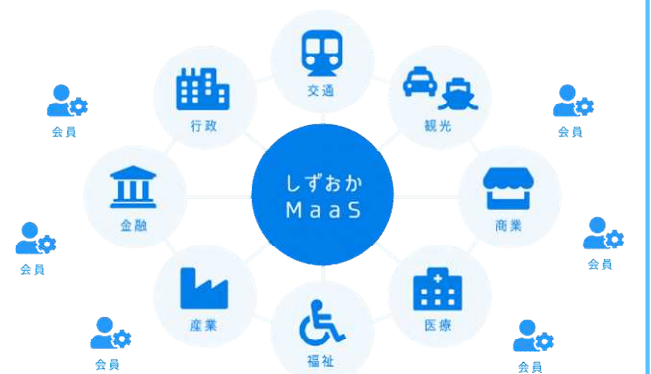 交通
行政
観光
会員
会員
しずおか
MaaS
金融
商業
会員
会員
産業
医療
福祉
会員
会員